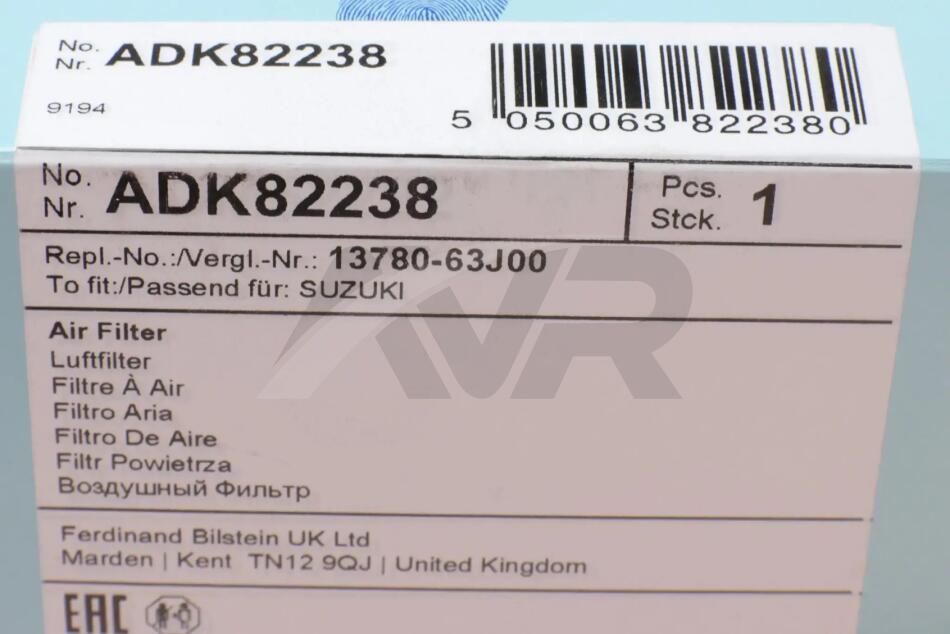 No.
Nr. ADK82238
9194
5 050063 822380
No.
Nr. ADK82238
Pcs.
Stck. 1
Repl.-No.:/Vergl.-Nr.: 13780-63J00
To fit:/Passend für: SUZUKI
Air Filter
Luftfilter
Filtre À Air
Filtro Aria
Filtro De Aire
Filtr Powietrza
Воздушный Фильтр
Ferdinand Bilstein UK Ltd
Marden | Kent TN12 9QJ | United Kingdom
EAC
AVR